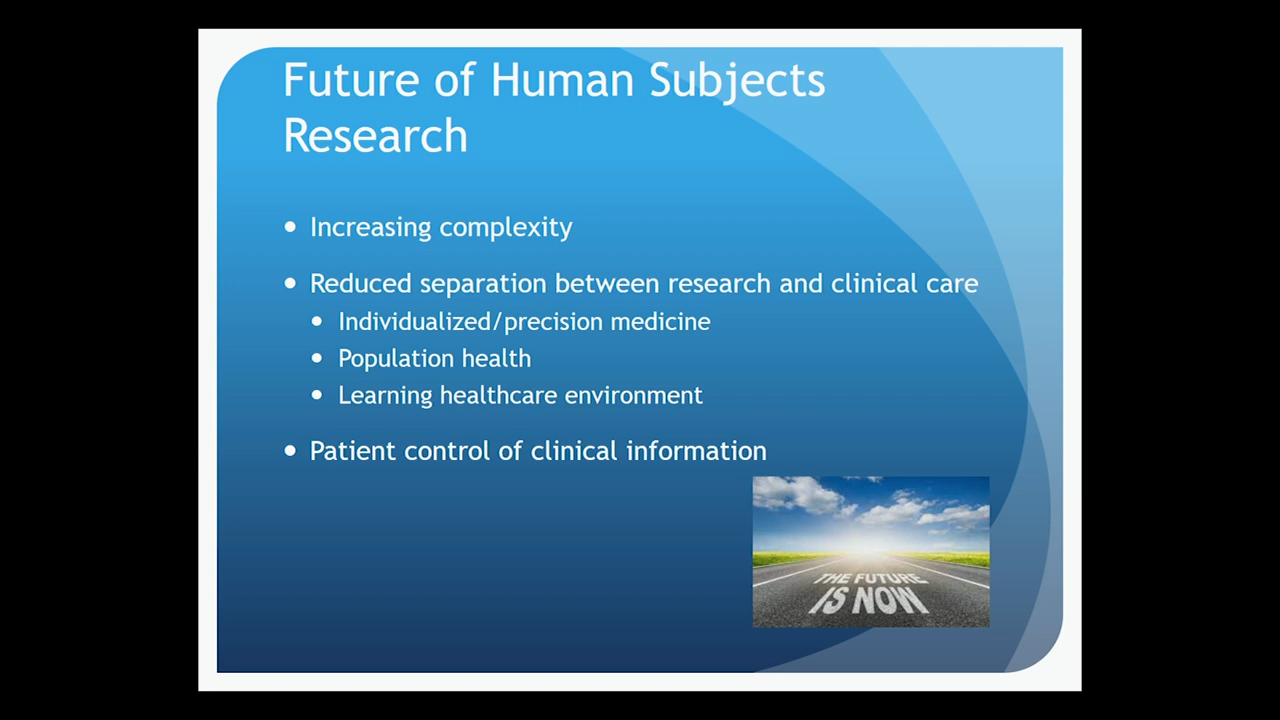 Future of Human Subjects
Research
• Increasing complexity
• Reduced separation between research and clinical care
• Individualized/precision medicine
• Population health
• Learning healthcare environment
• Patient control of clinical information
THE FUTURE
IS NOW